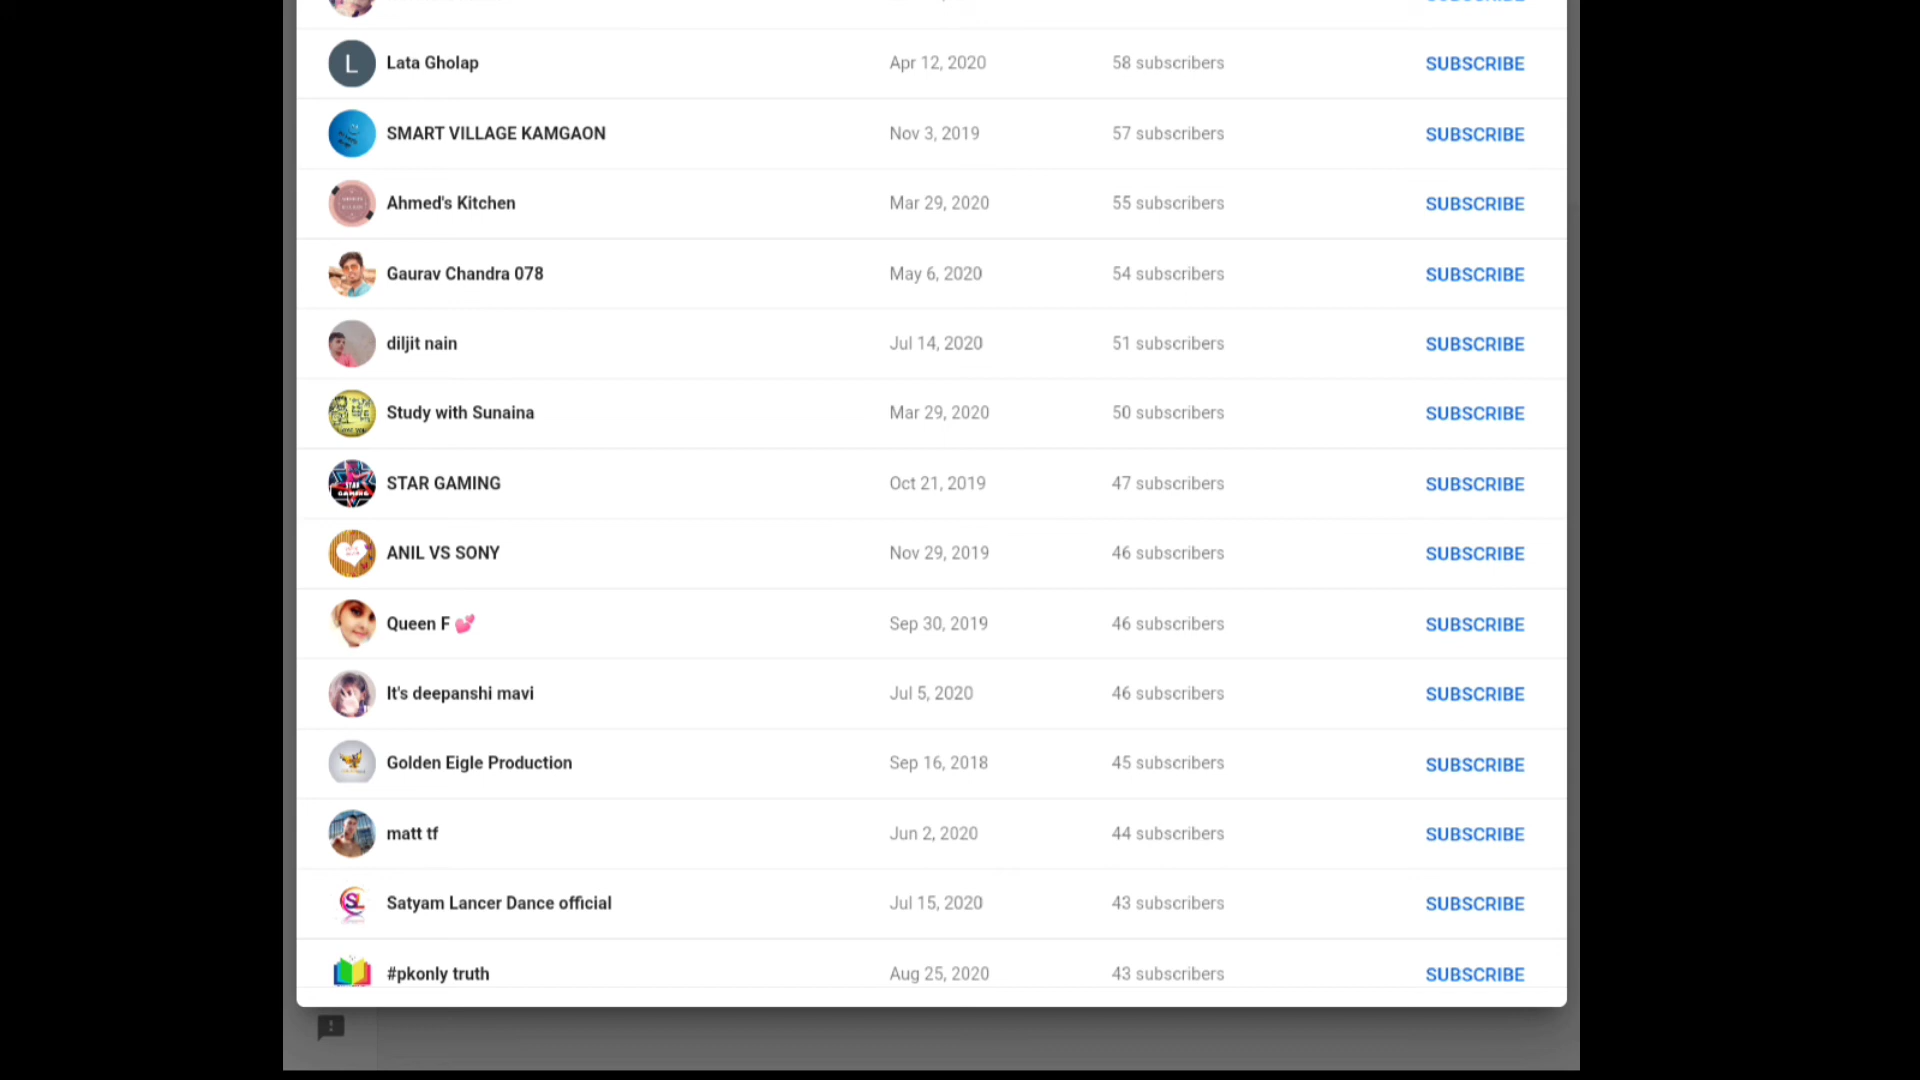 Lata Gholap Apr 12, 2020 58 subscribers SUBSCRIBE
SMART VILLAGE KAMGAON Nov 3, 2019 57 subscribers SUBSCRIBE
Ahmed's Kitchen Mar 29, 2020 55 subscribers SUBSCRIBE
Gaurav Chandra 078 May 6, 2020 54 subscribers SUBSCRIBE
diljit nain Jul 14, 2020 51 subscribers SUBSCRIBE
Study with Sunaina Mar 29, 2020 50 subscribers SUBSCRIBE
STAR GAMING Oct 21, 2019 47 subscribers SUBSCRIBE
ANIL VS SONY Nov 29, 2019 46 subscribers SUBSCRIBE
Queen F 💕 Sep 30, 2019 46 subscribers SUBSCRIBE
It's deepanshi mavi Jul 5, 2020 46 subscribers SUBSCRIBE
Golden Eigle Production Sep 16, 2018 45 subscribers SUBSCRIBE
matt tf Jun 2, 2020 44 subscribers SUBSCRIBE
Satyam Lancer Dance official Jul 15, 2020 43 subscribers SUBSCRIBE
#pkonly truth Aug 25, 2020 43 subscribers SUBSCRIBE